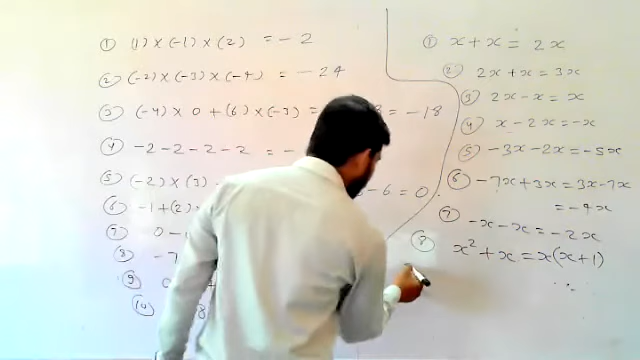 ① (1) × (-1) × (2) = - 2
② (-2) × (-3) × (-4) = - 24
③ (-4) × 0 + (6) × (-3) = = - 18
④ -2 - 2 - 2 - 2 = -
⑤ (-2) × (3) - 6 = 0
⑥ -1 + (2)
⑦ 0 -
⑧ -7
⑨ 0
⑩ 8
① x + x = 2x
② 2x + x = 3x
③ 2x - x = x
④ x - 2x = -x
⑤ -3x - 2x = -5x
⑥ -7x + 3x = 3x - 7x
= -4x
⑦ -x - x = -2x
⑧ x² + x = x(x + 1)